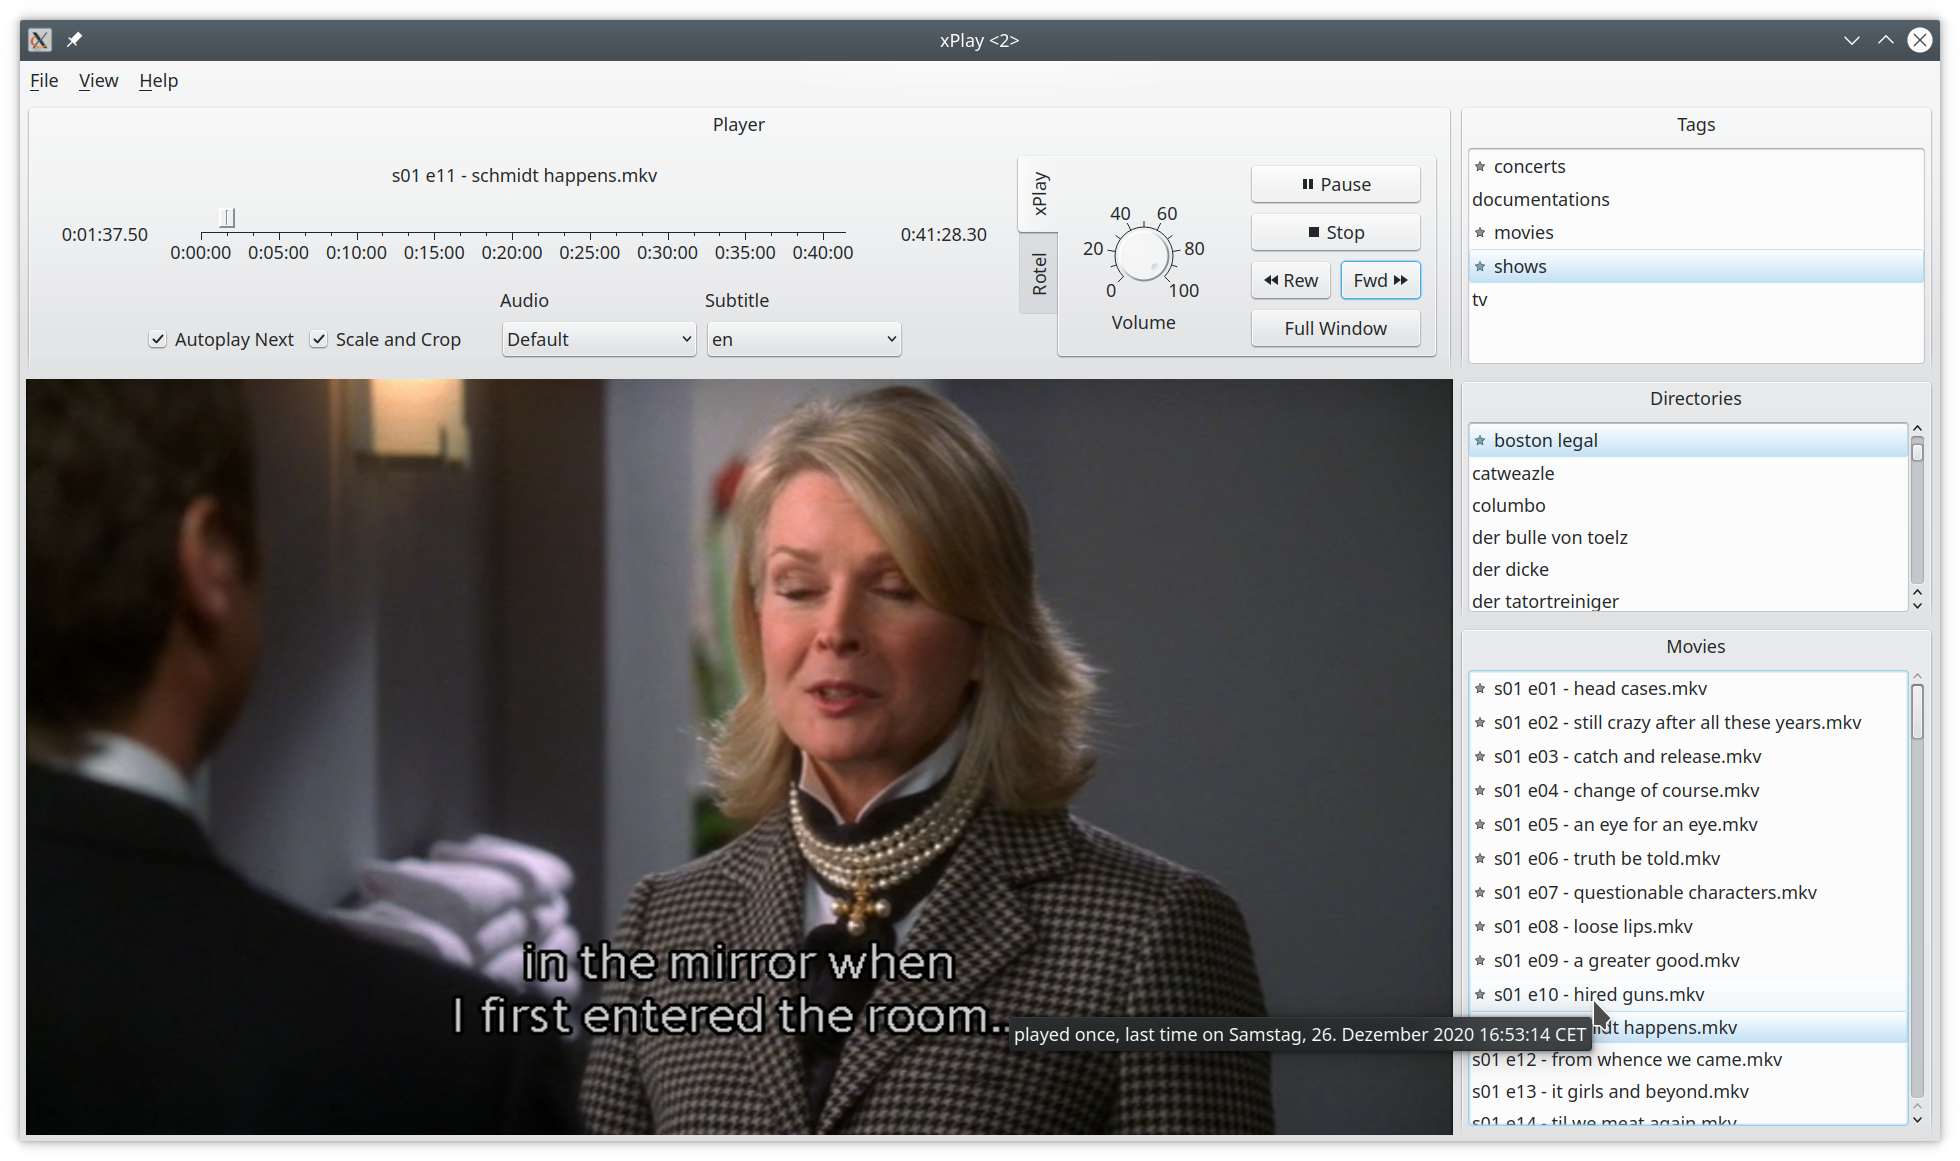 xPlay <2>
File View Help
Player
s01 e11 - schmidt happens.mkv
0:01:37.50
0:00:00 0:05:00 0:10:00 0:15:00 0:20:00 0:25:00 0:30:00 0:35:00 0:40:00
0:41:28.30
Audio Subtitle
Autoplay Next Scale and Crop Default en
xPlay
Rotel
0 20 40 60 80 100
Volume
Pause
Stop
Rew Fwd
Full Window
Tags
concerts
documentations
movies
shows
tv
Directories
boston legal
catweazle
columbo
der bulle von toelz
der dicke
der tatortreiniger
Movies
s01 e01 - head cases.mkv
s01 e02 - still crazy after all these years.mkv
s01 e03 - catch and release.mkv
s01 e04 - change of course.mkv
s01 e05 - an eye for an eye.mkv
s01 e06 - truth be told.mkv
s01 e07 - questionable characters.mkv
s01 e08 - loose lips.mkv
s01 e09 - a greater good.mkv
s01 e10 - hired guns.mkv
happens.mkv
s01 e12 - from whence we came.mkv
s01 e13 - it girls and beyond.mkv
s01 e14 - til we meat again.mkv
in the mirror when
I first entered the room...
played once, last time on Samstag, 26. Dezember 2020 16:53:14 CET